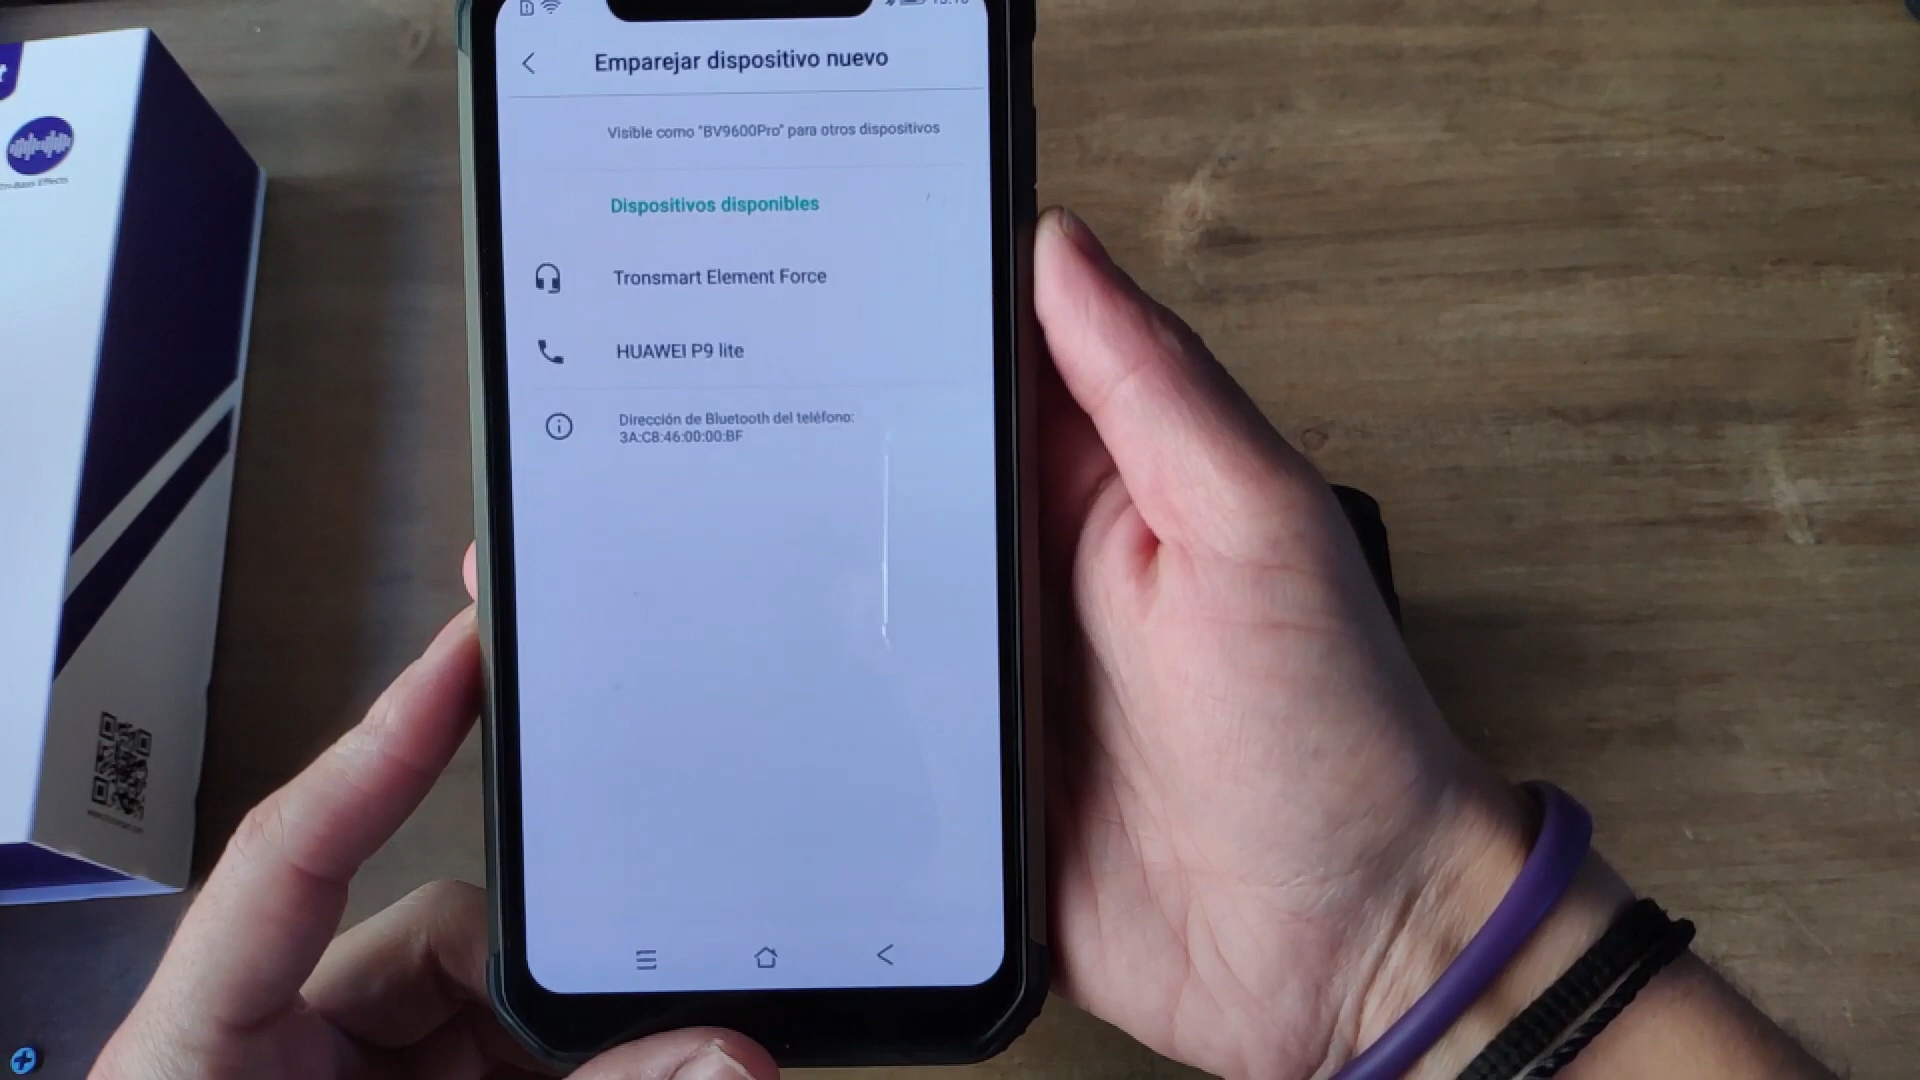 Emparejar dispositivo nuevo
Visible como "BV9600Pro" para otros dispositivos
Dispositivos disponibles
Tronsmart Element Force
HUAWEI P9 lite
Dirección de Bluetooth del teléfono:
3A:C8:46:00:00:BF